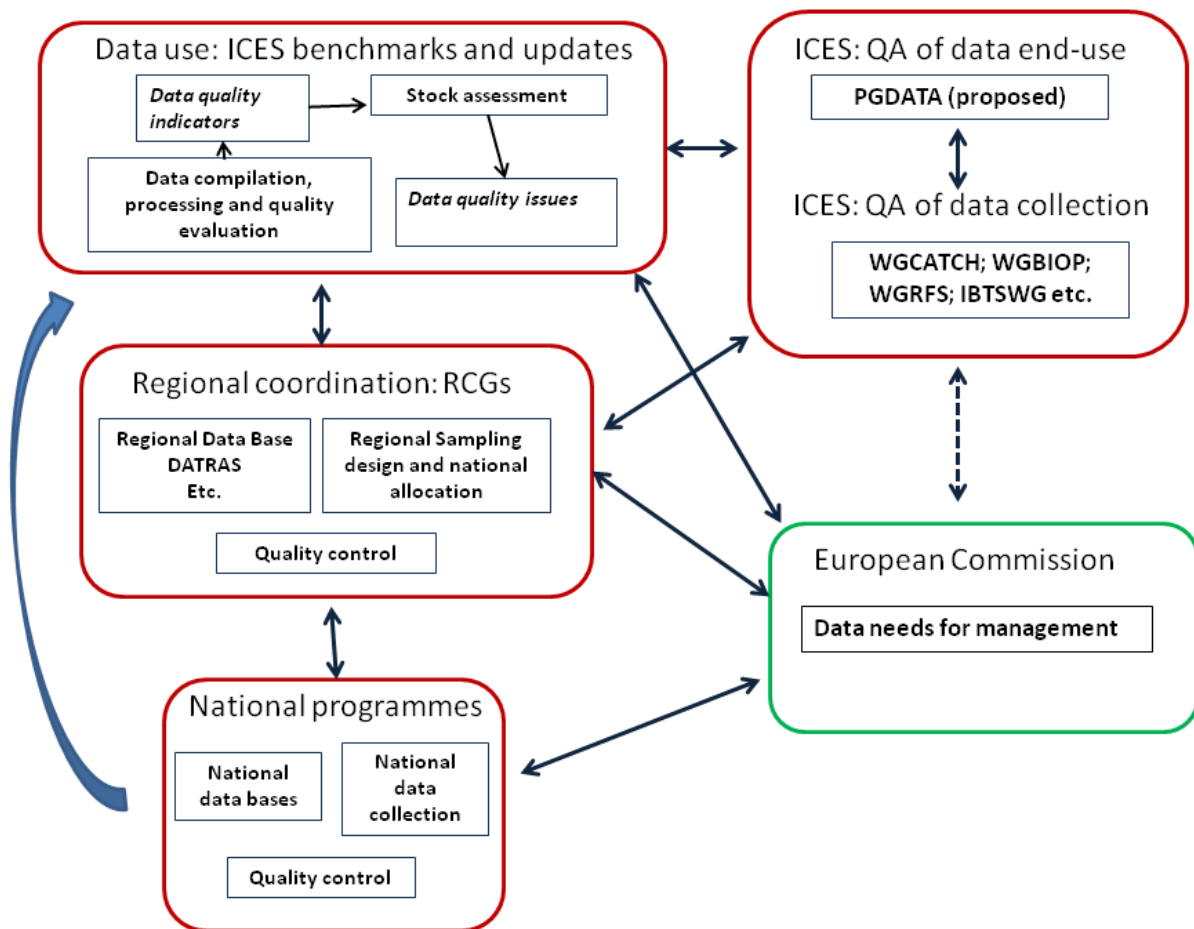 Data use: ICES benchmarks and updates
Data quality
indicators
Stock assessment
Data compilation,
processing and quality
evaluation
Data quality issues
ICES: QA of data end-use
PGDATA (proposed)
ICES: QA of data collection
WGCATCH; WGBIOP;
WGRFS; IBTSWG etc.
Regional coordination: RCGs
Regional Data Base
DATRAS
Etc.
Regional Sampling
design and national
allocation
Quality control
European Commission
Data needs for management
National programmes
National
data bases
National
data
collection
Quality control